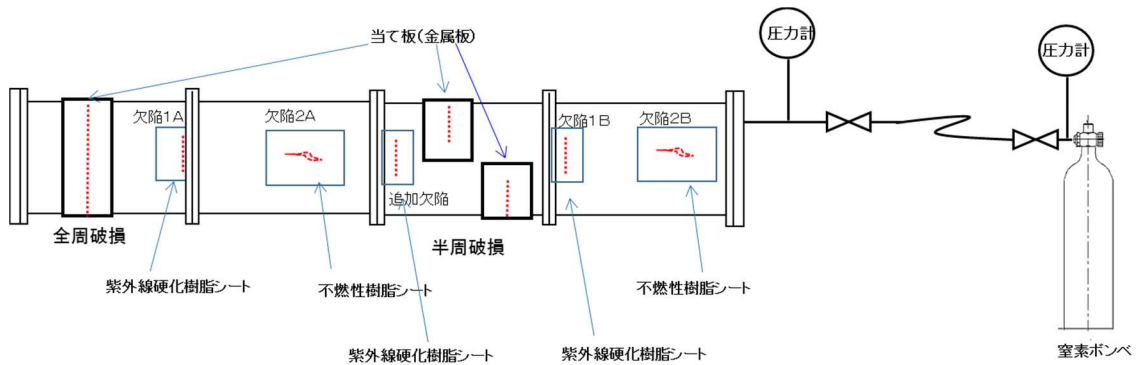 当て板(金属板)
圧力計
圧力計
欠陥1A
欠陥2A
欠陥1B
欠陥2B
追加欠陥
全周破損
半周破損
紫外線硬化樹脂シート
不燃性樹脂シート
不燃性樹脂シート
紫外線硬化樹脂シート
紫外線硬化樹脂シート
窒素ボンベ